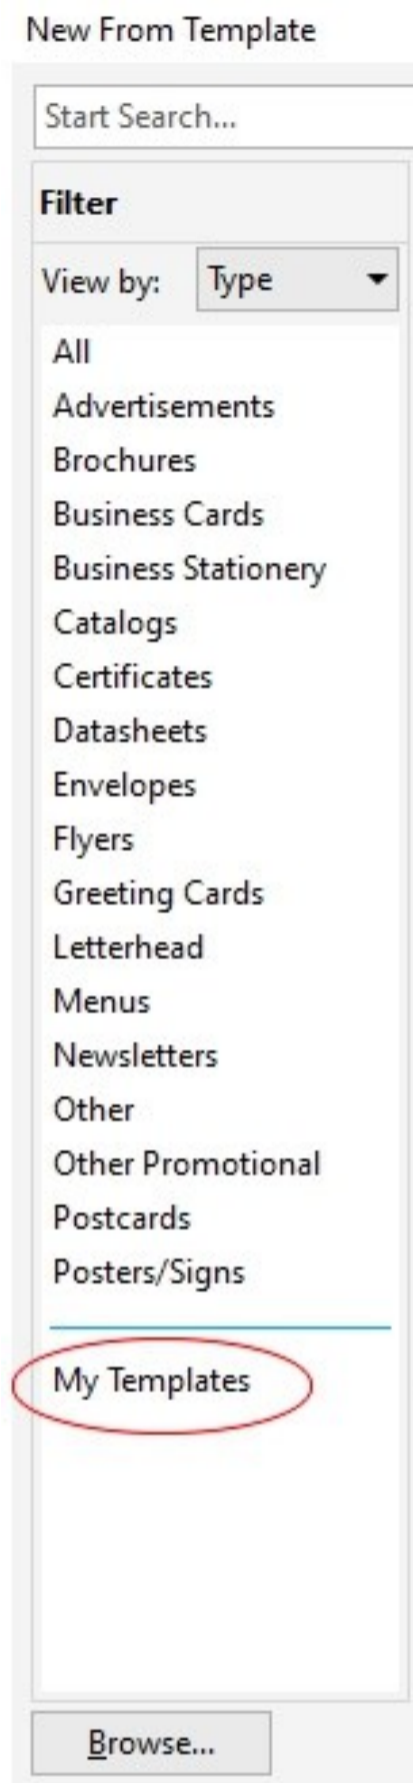 New From Template
Start Search...
Filter
View by: Type
All
Advertisements
Brochures
Business Cards
Business Stationery
Catalogs
Certificates
Datasheets
Envelopes
Flyers
Greeting Cards
Letterhead
Menus
Newsletters
Other
Other Promotional
Postcards
Posters/Signs
My Templates
Browse...